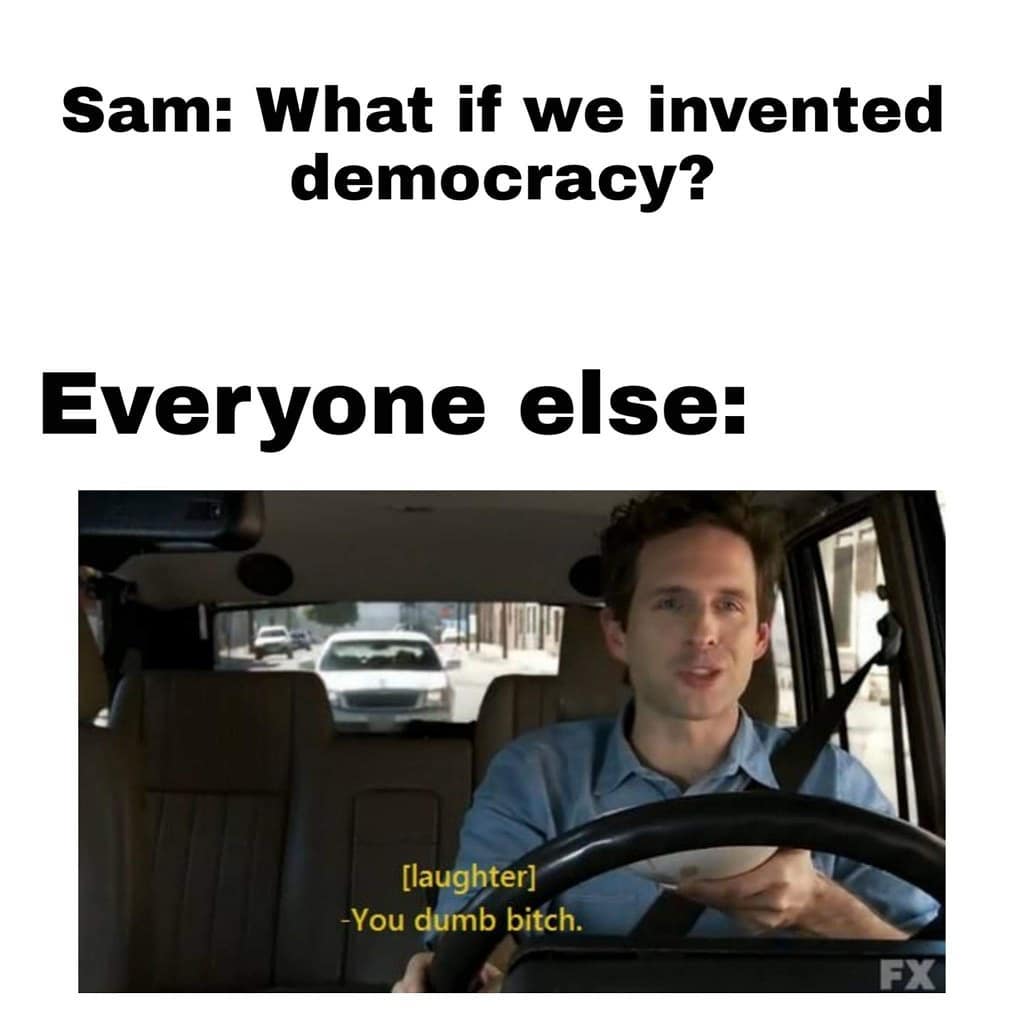 Sam: What if we invented
democracy?
Everyone else:
[laughter]
-You dumb bitch.
FX